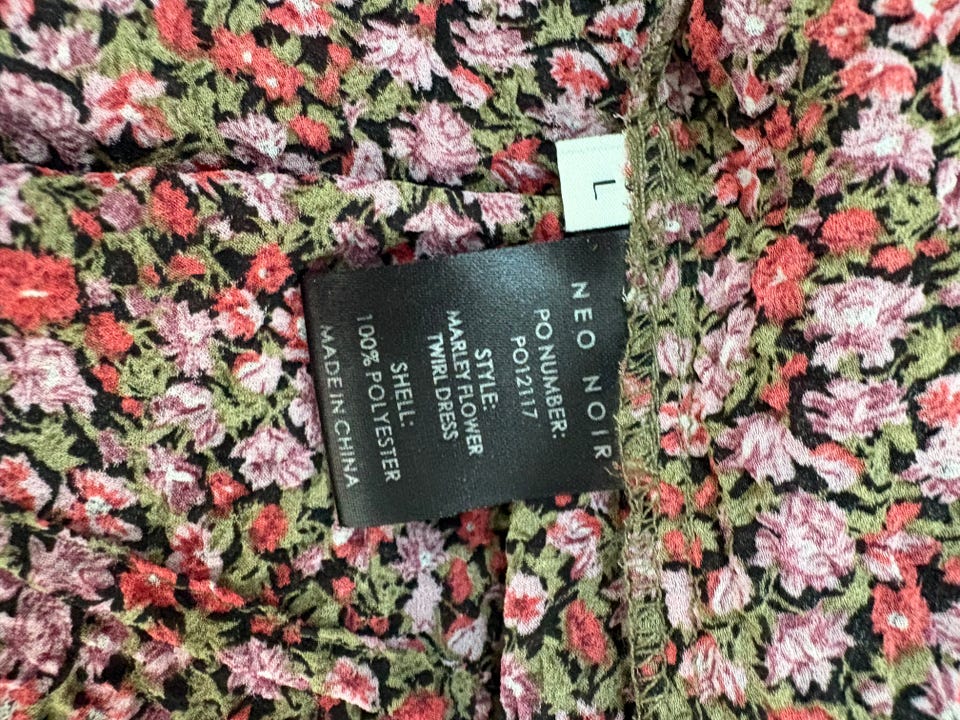 L
NEO NOIR
PO NUMBER:
PO12117
STYLE:
MARLEY FLOWER
TWIRL DRESS
SHELL:
100% POLYESTER
MADE IN CHINA